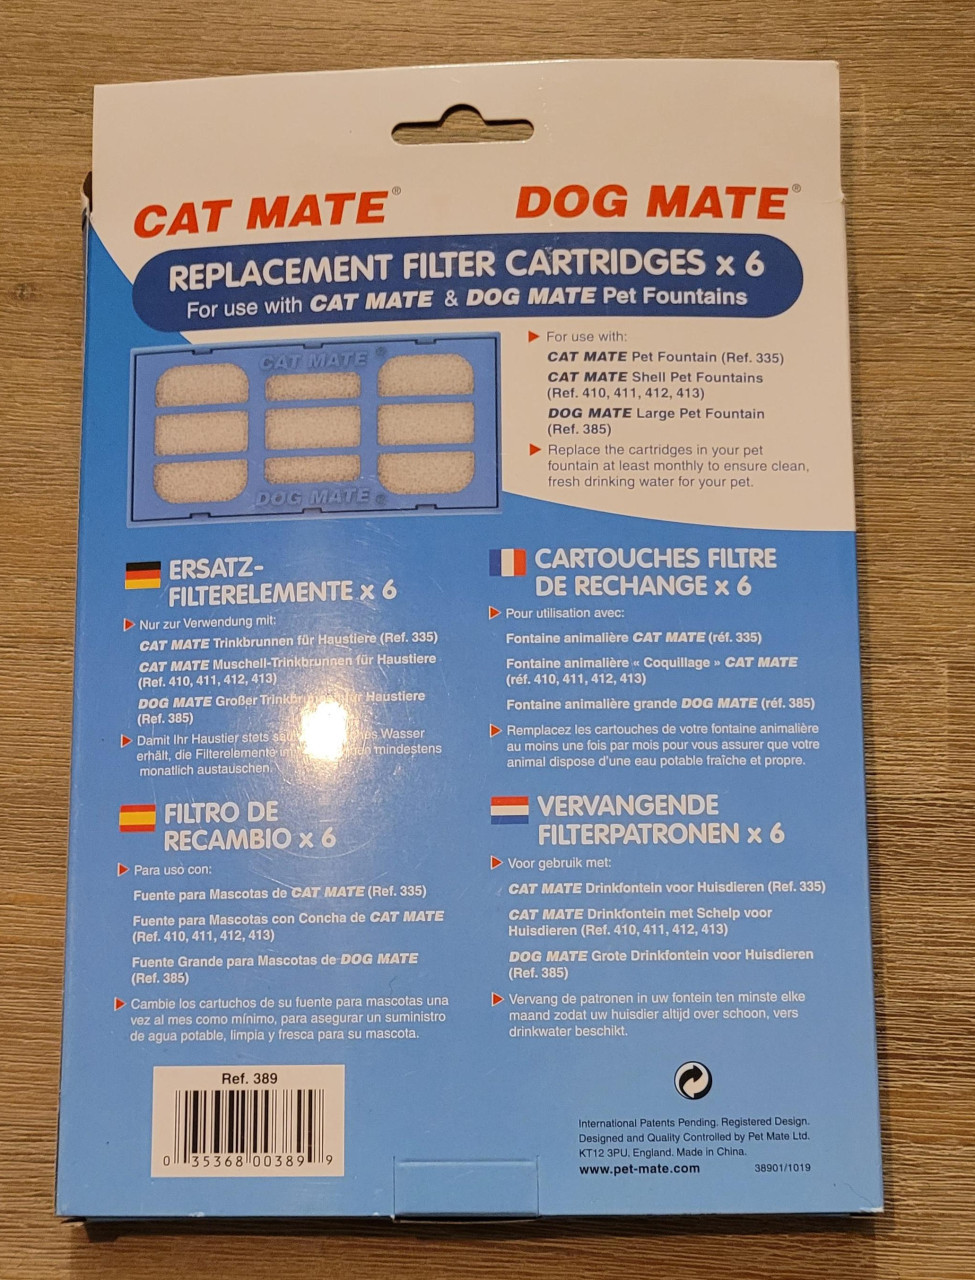 CAT MATE®
DOG MATE®
REPLACEMENT FILTER CARTRIDGES x 6
For use with CAT MATE & DOG MATE Pet Fountains
CAT MATE®
DOG MATE®
For use with:
CAT MATE Pet Fountain (Ref. 335)
CAT MATE Shell Pet Fountains
(Ref. 410, 411, 412, 413)
DOG MATE Large Pet Fountain
(Ref. 385)
Replace the cartridges in your pet
fountain at least monthly to ensure clean,
fresh drinking water for your pet.
ERSATZ-
FILTERELEMENTE x 6
Nur zur Verwendung mit:
CAT MATE Trinkbrunnen für Haustiere (Ref. 335)
CAT MATE Muschell-Trinkbrunnen für Haustiere
(Ref. 410, 411, 412, 413)
DOG MATE Großer Trinkbrunnen für Haustiere
(Ref. 385)
Damit Ihr Haustier stets Wasser
erhält, die Filterelemente mindestens
monatlich austauschen.
CARTOUCHES FILTRE
DE RECHANGE x 6
Pour utilisation avec:
Fontaine animalière CAT MATE (réf. 335)
Fontaine animalière « Coquillage » CAT MATE
(réf. 410, 411, 412, 413)
Fontaine animalière grande DOG MATE (réf. 385)
Remplacez les cartouches de votre fontaine animalière
au moins une fois par mois pour vous assurer que votre
animal dispose d'une eau potable fraîche et propre.
FILTRO DE
RECAMBIO x 6
Para uso con:
Fuente para Mascotas de CAT MATE (Ref. 335)
Fuente para Mascotas con Concha de CAT MATE
(Ref. 410, 411, 412, 413)
Fuente Grande para Mascotas de DOG MATE
(Ref. 385)
Cambie los cartuchos de su fuente para mascotas una
vez al mes como mínimo, para asegurar un suministro
de agua potable, limpia y fresca para su mascota.
VERVANGENDE
FILTERPATRONEN x 6
Voor gebruik met:
CAT MATE Drinkfontein voor Huisdieren (Ref. 335)
CAT MATE Drinkfontein met Schelp voor
Huisdieren (Ref. 410, 411, 412, 413)
DOG MATE Grote Drinkfontein voor Huisdieren
(Ref. 385)
Vervang de patronen in uw fontein ten minste elke
maand zodat uw huisdier altijd over schoon, vers
drinkwater beschikt.
Ref. 389
0 35368 00389 9
International Patents Pending. Registered Design.
Designed and Quality Controlled by Pet Mate Ltd.
KT12 3PU, England. Made in China.
www.pet-mate.com 38901/1019